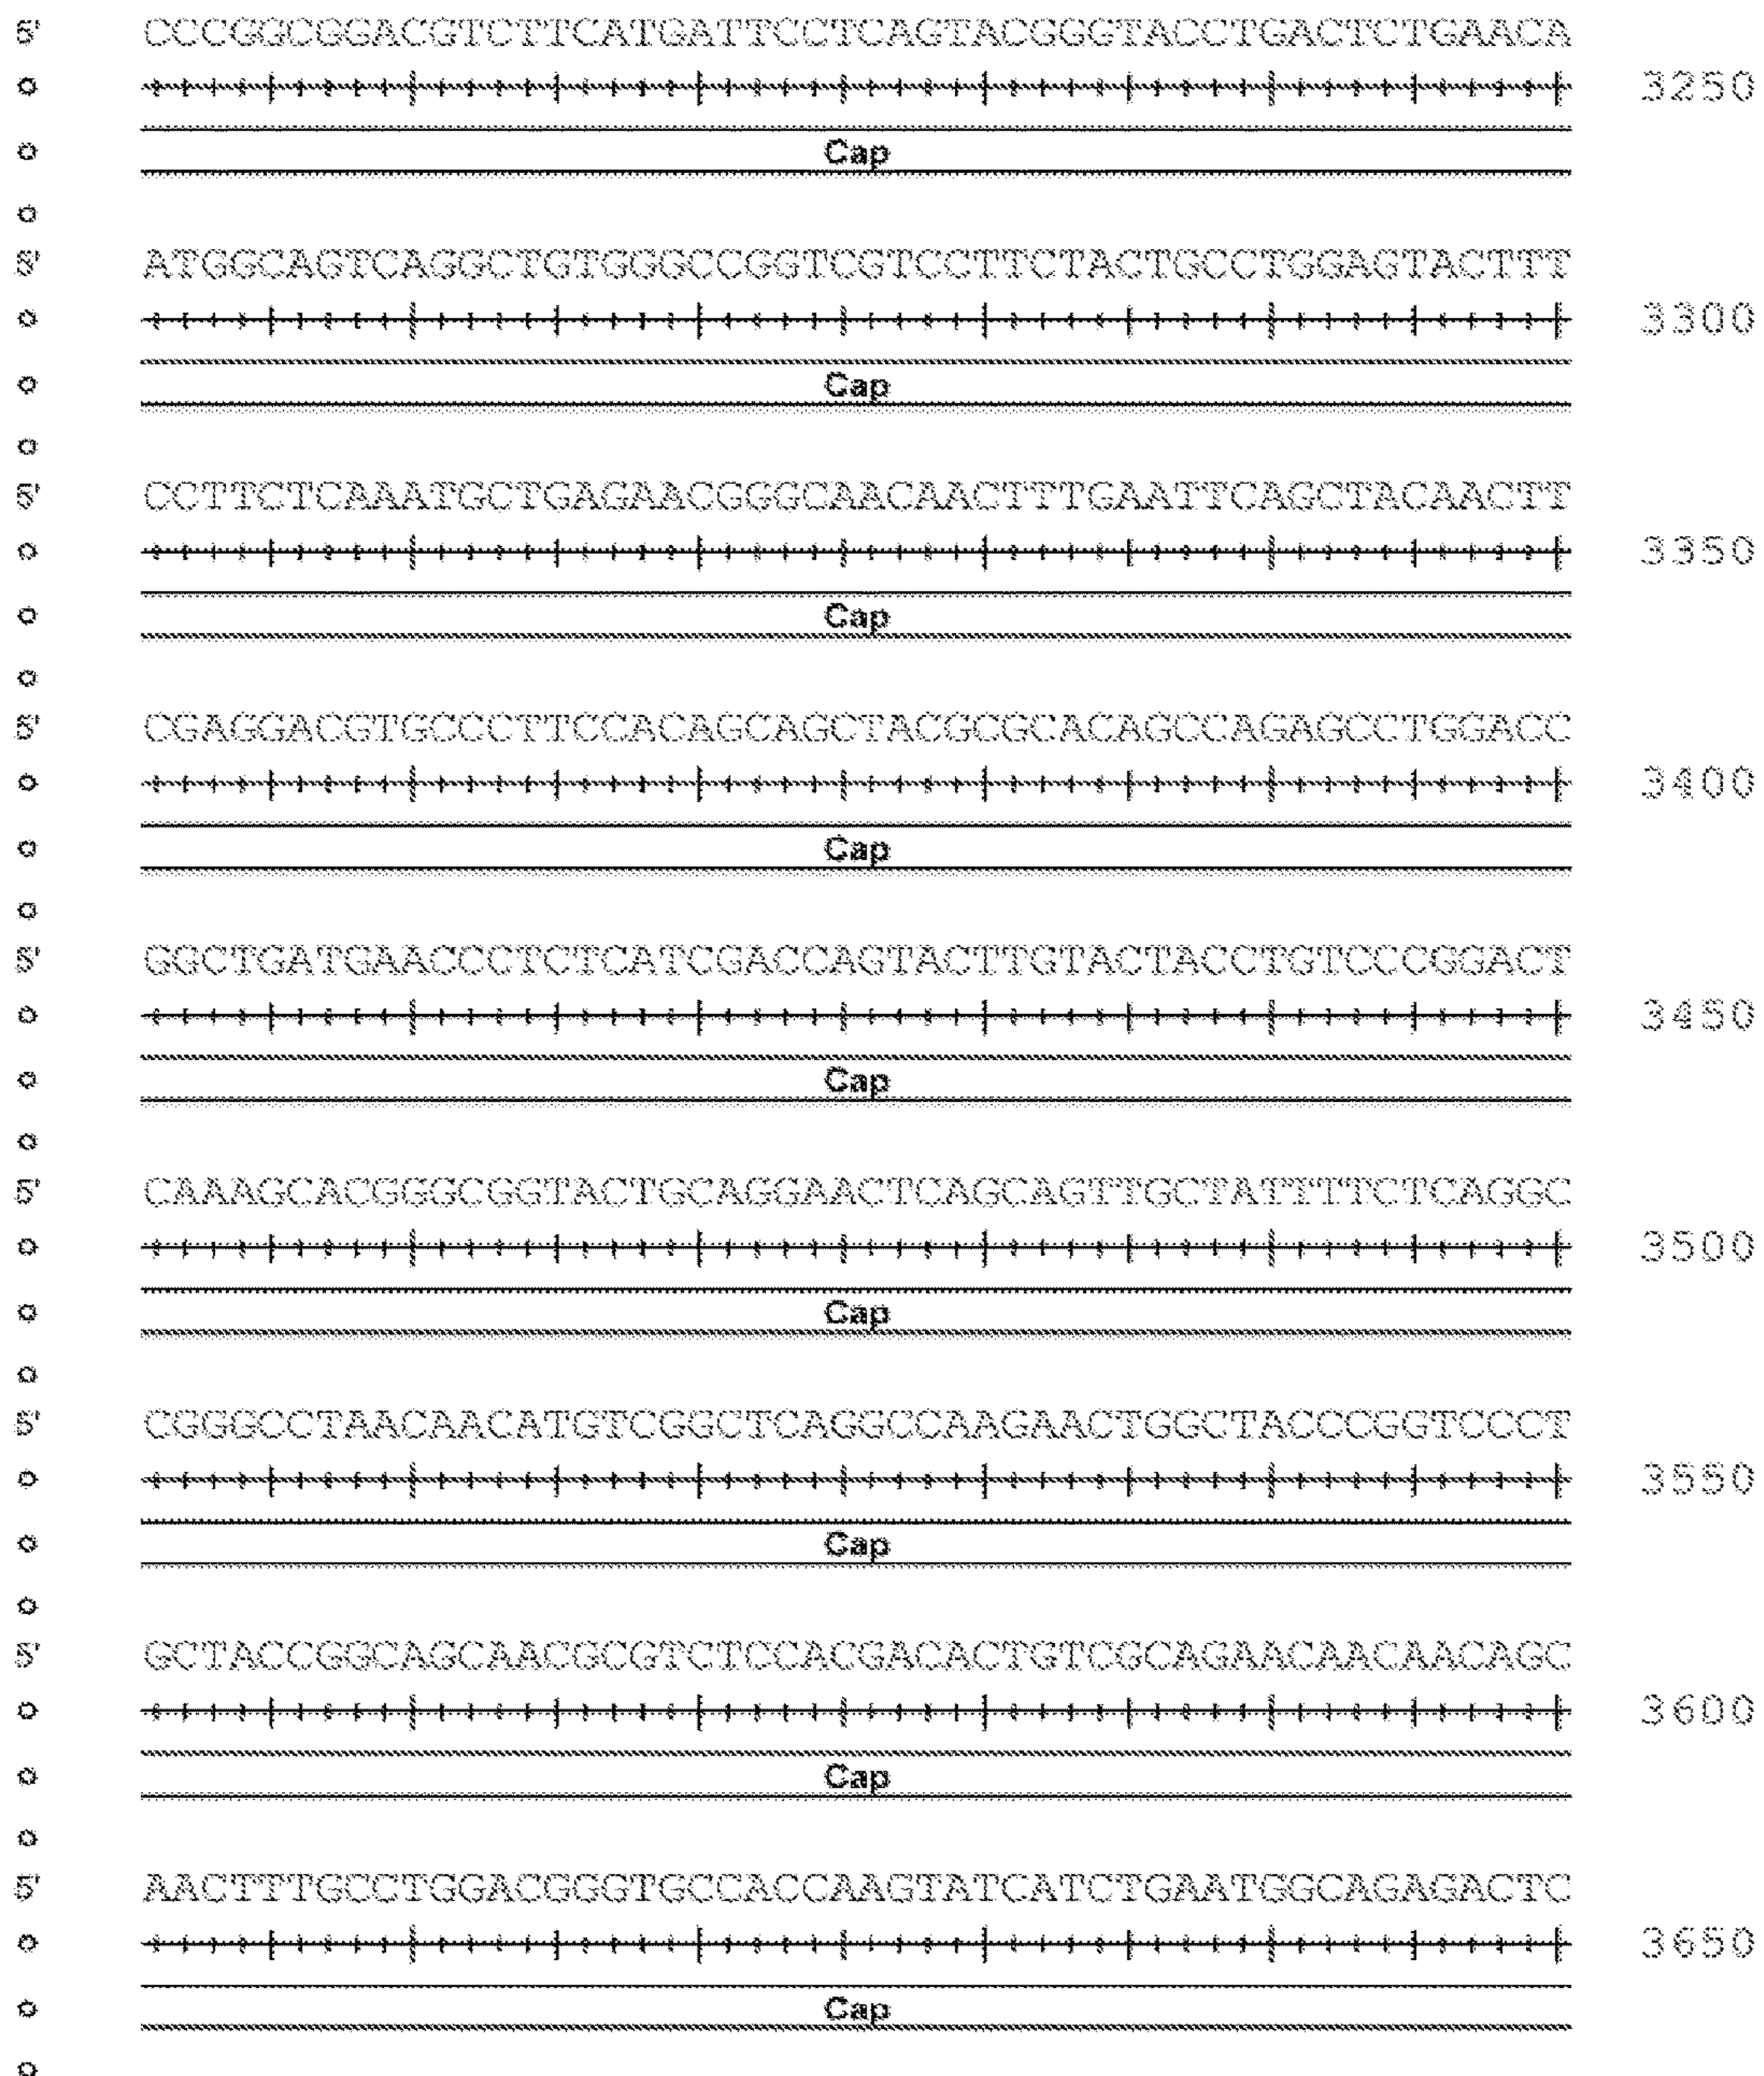 5' CCCGGCGGACGTCTTCATGATTCCTCAGTACGGGTACCTGACTCTGAACA
3250
Cap
5' ATGGCAGTCAGGCTGTGGGCCGGTCGTCCTTCTACTGCCTGGAGTACTTT
3300
Cap
5' CCTTCTCAAATGCTGAGAACGGGCAACAACTTTGAATTCAGCTACAACTT
3350
Cap
5' CGAGGACGTGCCCTTCCACAGCAGCTACGCGCACAGCCAGAGCCTGGACC
3400
Cap
5' GGCTGATGAACCCTCTCATCGACCAGTACTTGTACTACCTGTCCCGGACT
3450
Cap
5' CAAAGCACGGGCGGTACTGCAGGAACTCAGCAGTTGCTATTTTCTCAGGC
3500
Cap
5' CGGGCCTAACAACATGTCGGCTCAGGCCAAGAACTGGCTACCCGGTCCCT
3550
Cap
5' GCTACCGGCAGCAACGCGTCTCCACGACACTGTCGCAGAACAACAACAGC
3600
Cap
5' AACTTTGCCTGGACGGGTGCCACCAAGTATCATCTGAATGGCAGAGACTC
3650
Cap